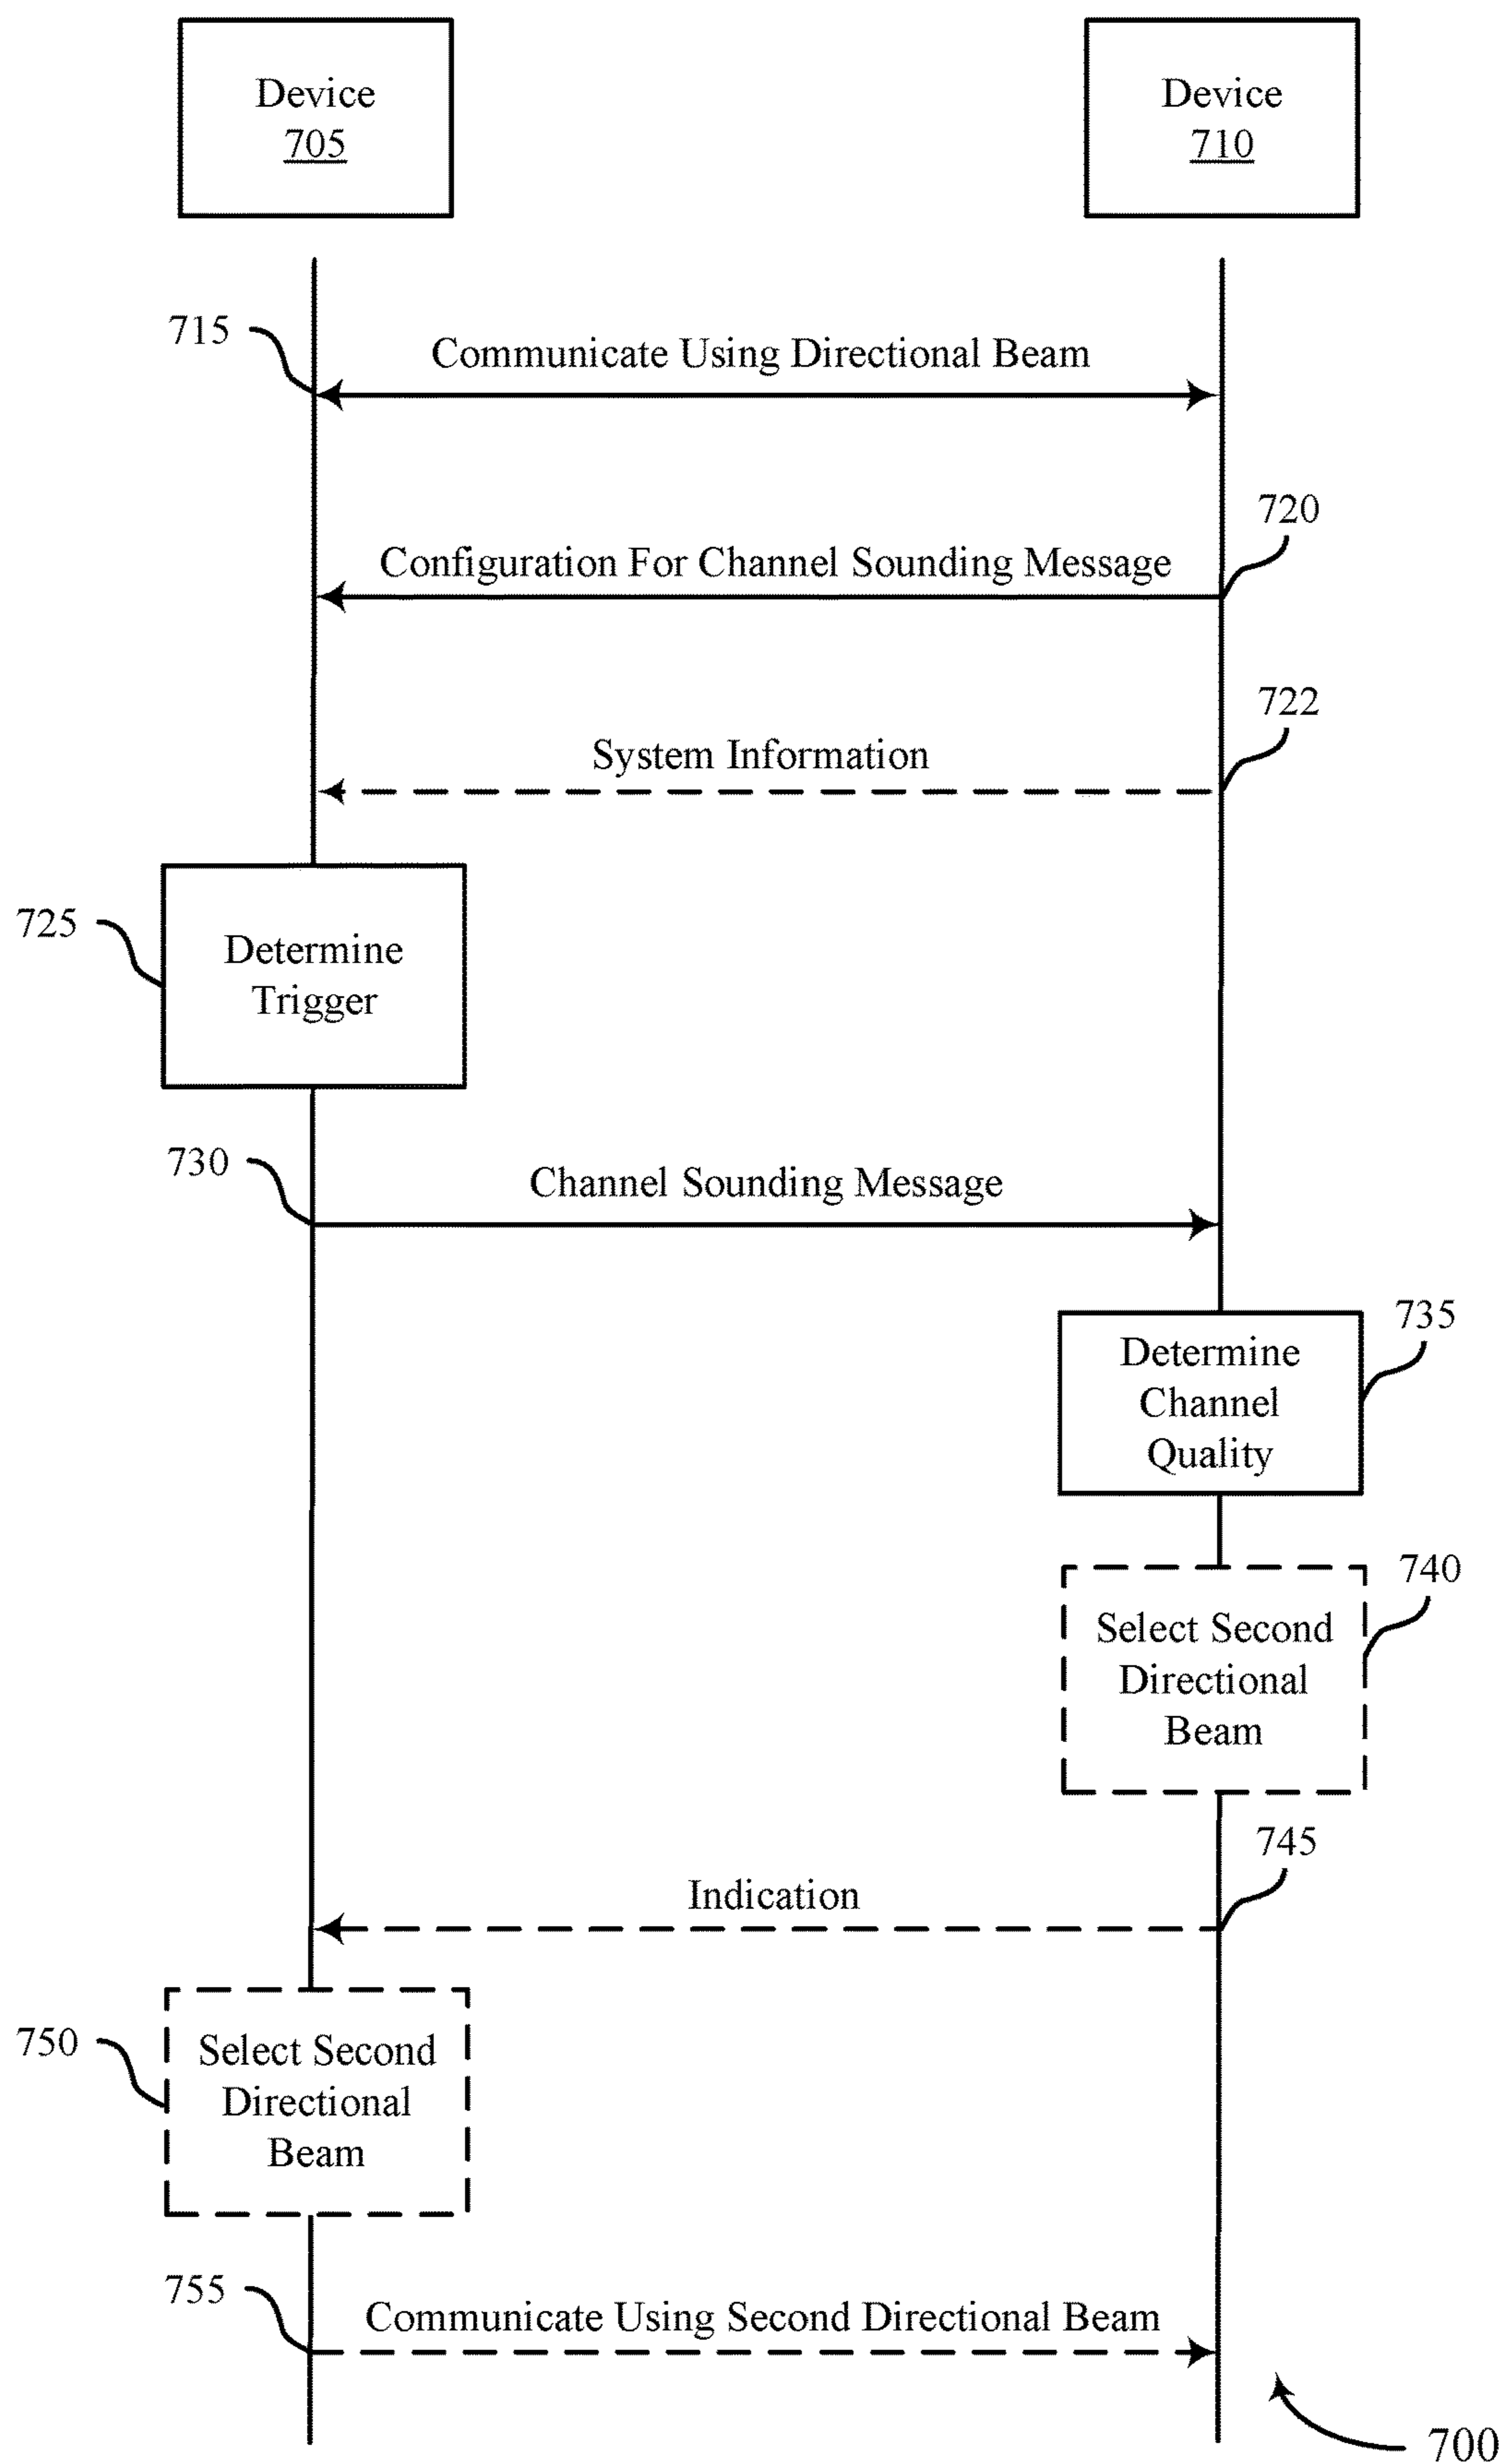 Device
705
Device
710
715
Communicate Using Directional Beam
720
Configuration For Channel Sounding Message
722
System Information
725
Determine
Trigger
730
Channel Sounding Message
735
Determine
Channel
Quality
740
Select Second
Directional
Beam
745
Indication
750
Select Second
Directional
Beam
755
Communicate Using Second Directional Beam
700